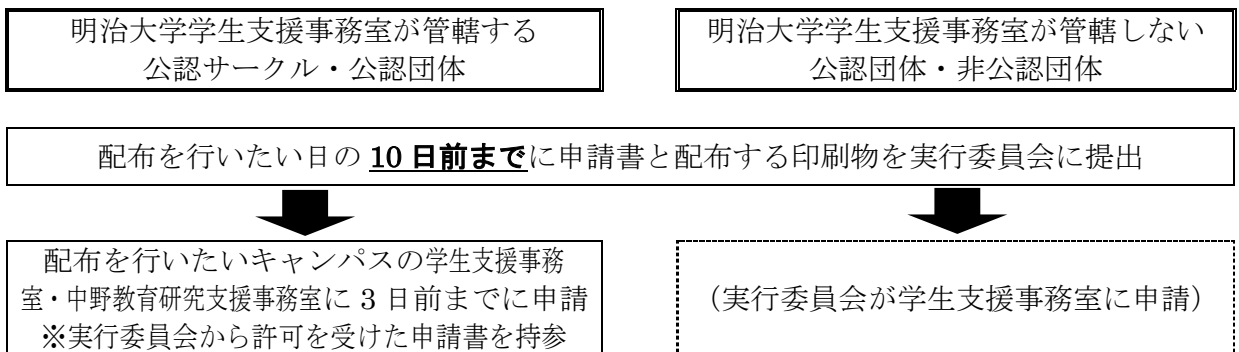 明治大学学生支援事務室が管轄する
公認サークル・公認団体
明治大学学生支援事務室が管轄しない
公認団体・非公認団体
配布を行いたい日の 10 日前までに申請書と配布する印刷物を実行委員会に提出
配布を行いたいキャンパスの学生支援事務
室・中野教育研究支援事務室に 3 日前までに申請
※実行委員会から許可を受けた申請書を持参
（実行委員会が学生支援事務室に申請）